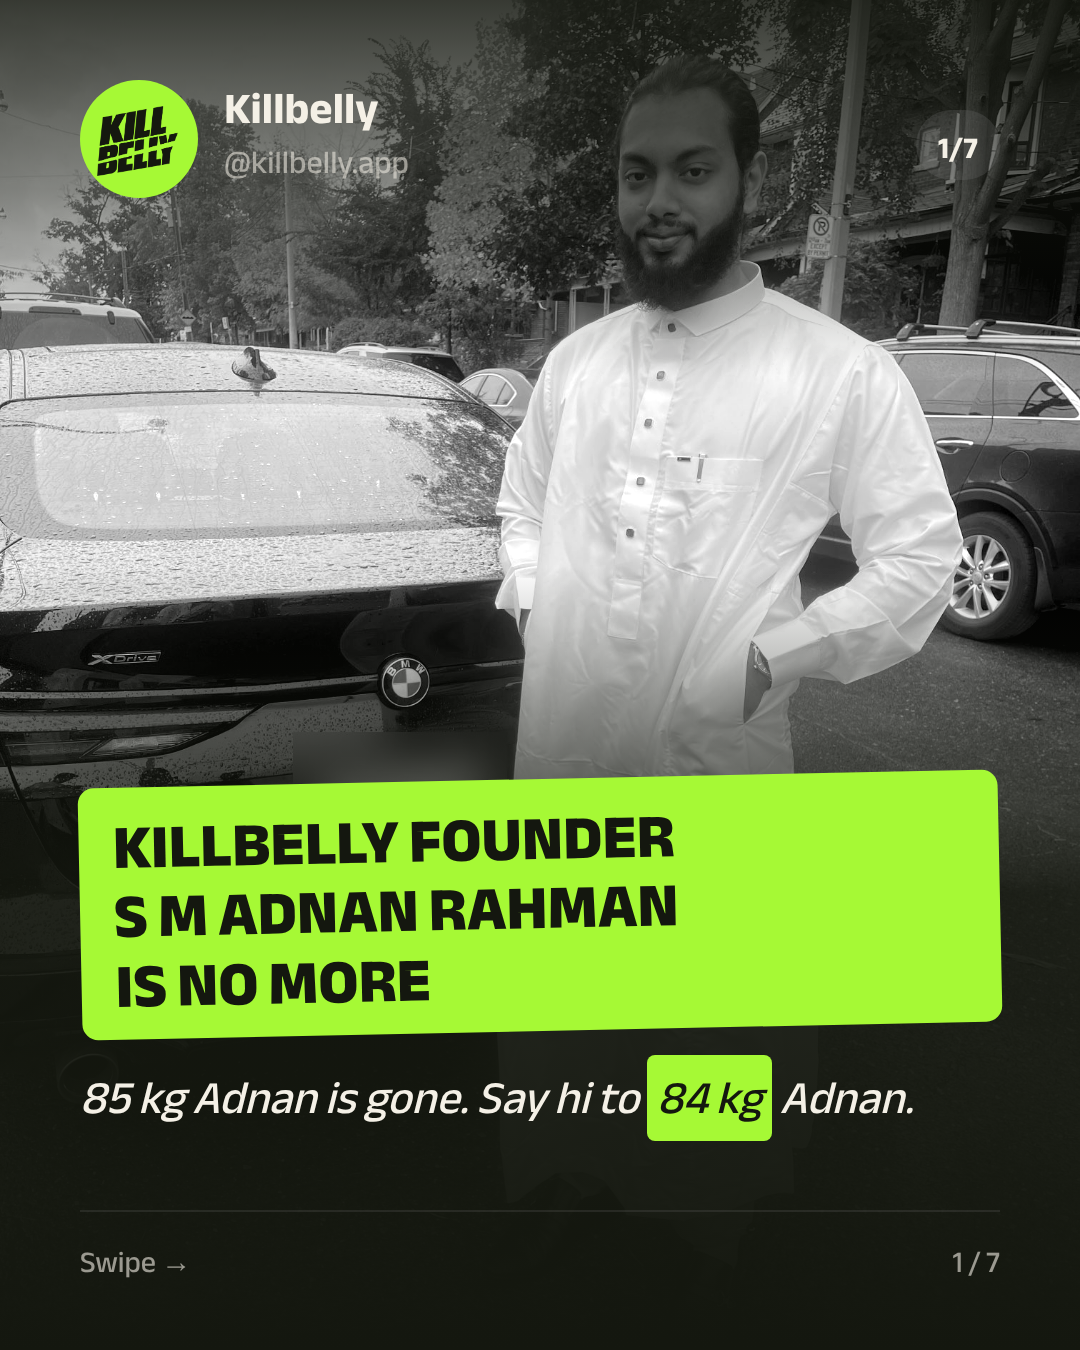 KILL
BELLY
Killbelly
@killbelly.app
1/7
P
xDrive
BMW
KILLBELLY FOUNDER
S M ADNAN RAHMAN
IS NO MORE
85 kg Adnan is gone. Say hi to 84 kg Adnan.
Swipe →
1 / 7